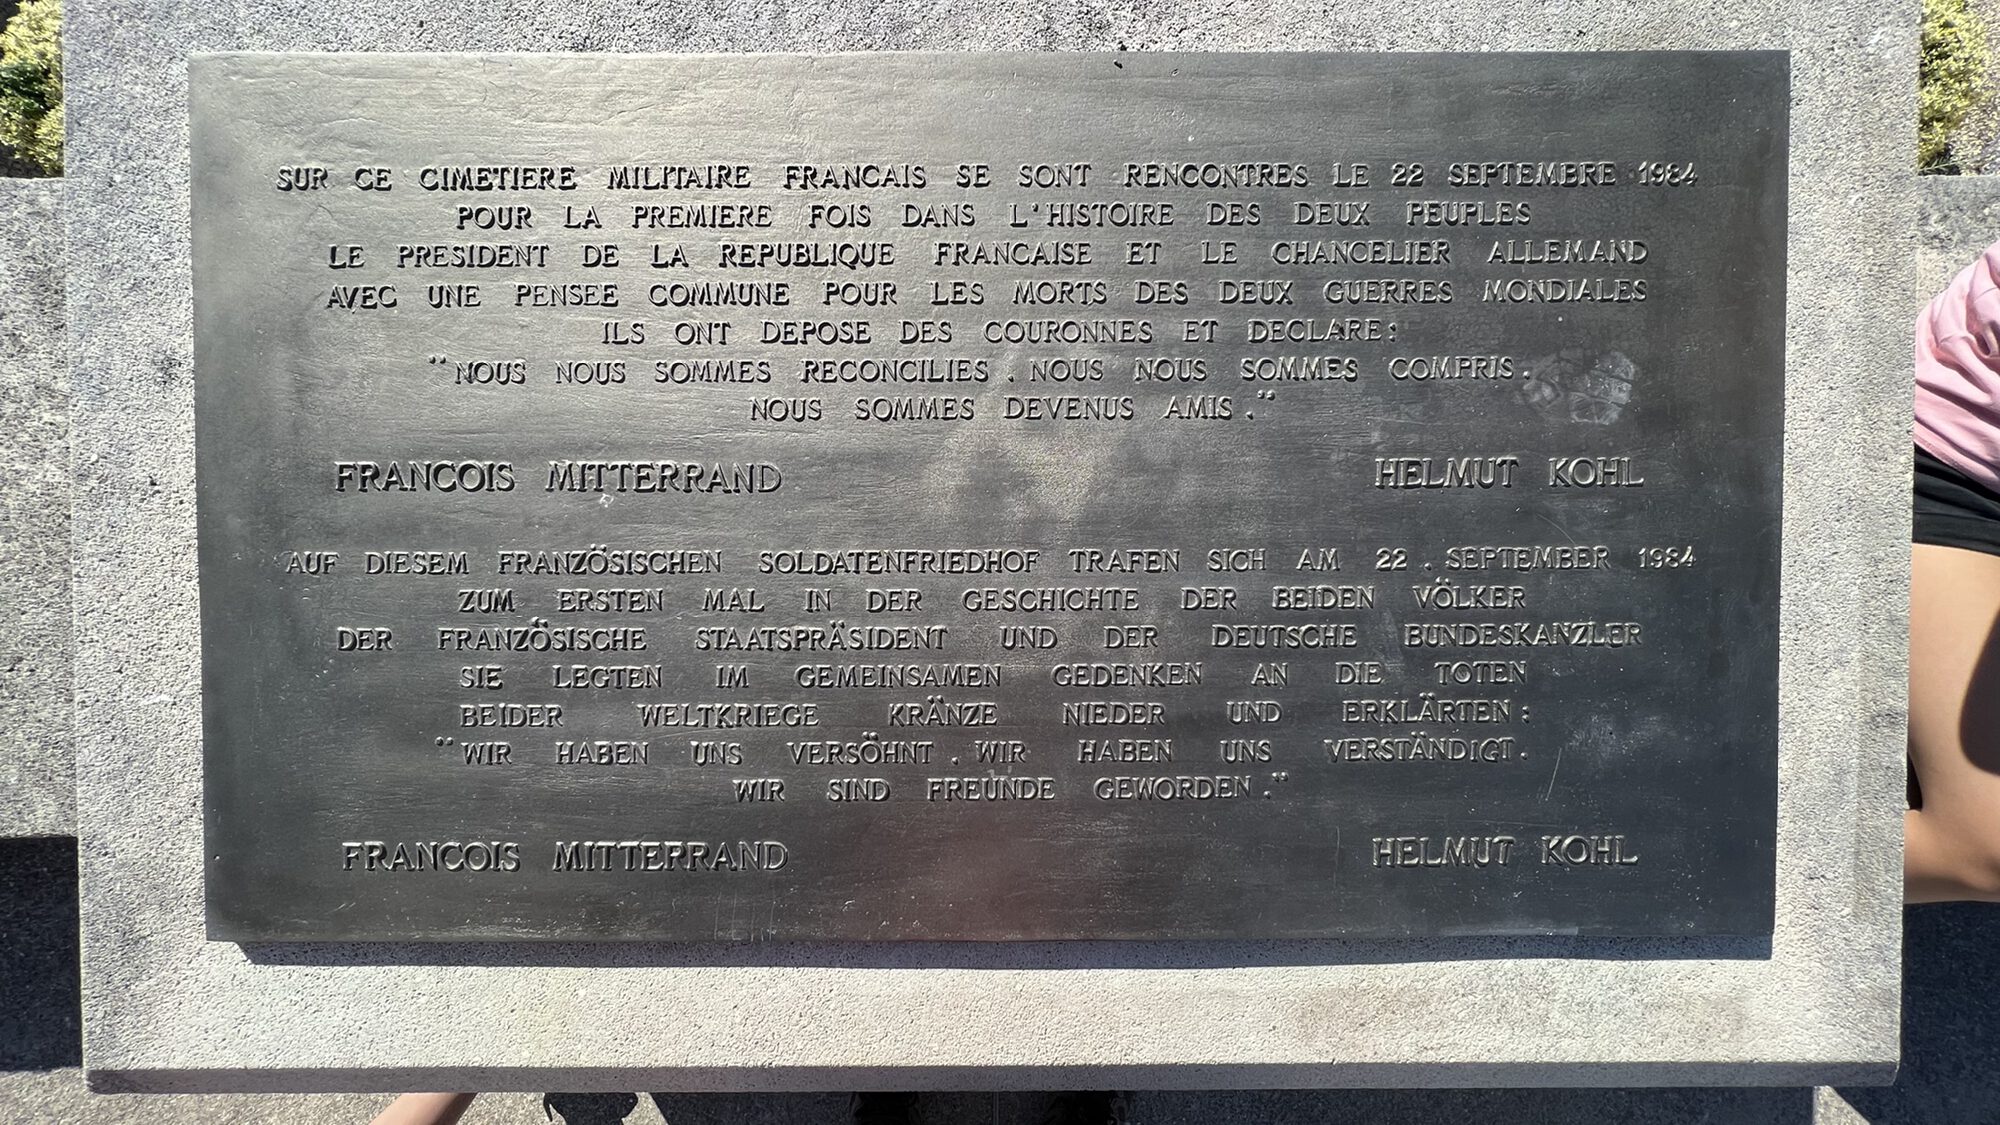 SUR CE CIMETIERE MILITAIRE FRANCAIS SE SONT RENCONTRES LE 22 SEPTEMBRE 1984
POUR LA PREMIERE FOIS DANS L'HISTOIRE DES DEUX PEUPLES
LE PRESIDENT DE LA REPUBLIQUE FRANCAISE ET LE CHANCELIER ALLEMAND
AVEC UNE PENSEE COMMUNE POUR LES MORTS DES DEUX GUERRES MONDIALES
ILS ONT DEPOSE DES COURONNES ET DECLARE:
"NOUS NOUS SOMMES RECONCILIES. NOUS NOUS SOMMES COMPRIS.
NOUS SOMMES DEVENUS AMIS."
FRANCOIS MITTERRAND HELMUT KOHL
AUF DIESEM FRANZÖSISCHEN SOLDATENFRIEDHOF TRAFEN SICH AM 22. SEPTEMBER 1984
ZUM ERSTEN MAL IN DER GESCHICHTE DER BEIDEN VÖLKER
DER FRANZÖSISCHE STAATSPRÄSIDENT UND DER DEUTSCHE BUNDESKANZLER
SIE LEGTEN IM GEMEINSAMEN GEDENKEN AN DIE TOTEN
BEIDER WELTKRIEGE KRÄNZE NIEDER UND ERKLÄRTEN:
"WIR HABEN UNS VERSÖHNT. WIR HABEN UNS VERSTÄNDIGT.
WIR SIND FREUNDE GEWORDEN."
FRANCOIS MITTERRAND HELMUT KOHL